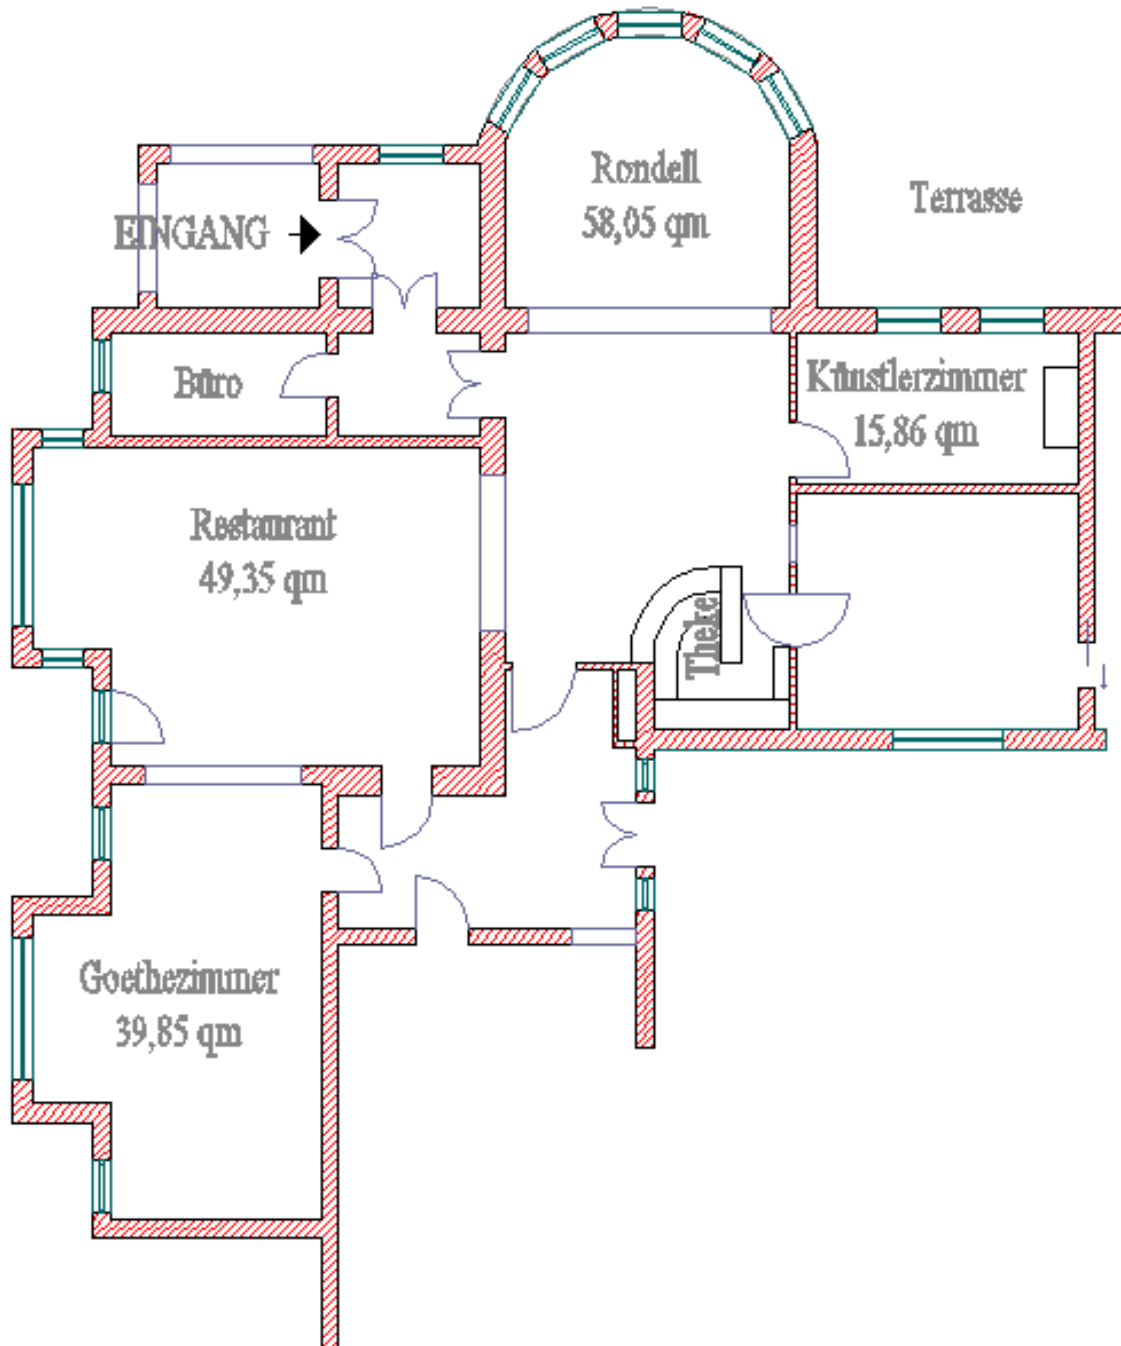 Rondell
58,05 qm
Terrasse
EINGANG
Büro
Künstlerzimmer
15,86 qm
Restaurant
49,35 qm
Theke
Goethezimmer
39,85 qm